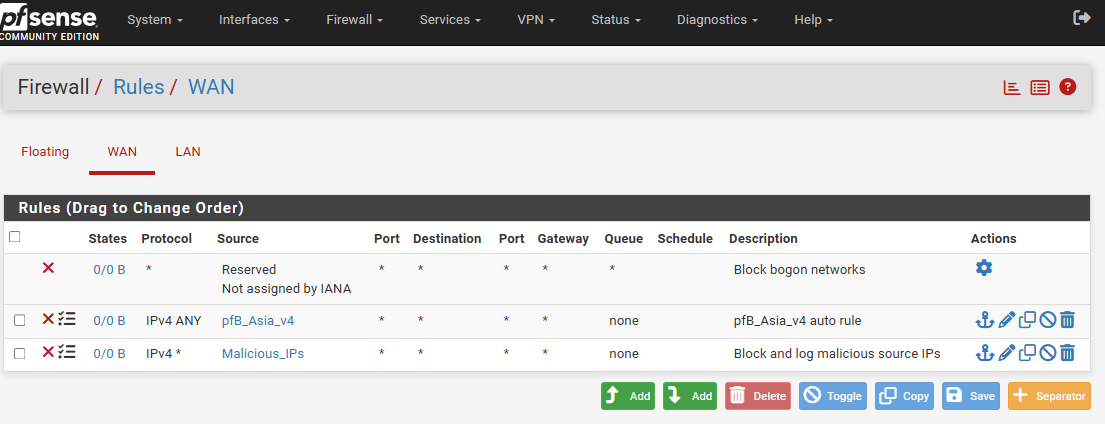 pfsense
COMMUNITY EDITION
System Interfaces Firewall Services VPN Status Diagnostics Help
Firewall / Rules / WAN
Floating WAN LAN
Rules (Drag to Change Order)
States Protocol Source Port Destination Port Gateway Queue Schedule Description Actions
0/0 B * Reserved * * * * * Block bogon networks
Not assigned by IANA
0/0 B IPv4 ANY pfB_Asia_v4 * * * * none pfB_Asia_v4 auto rule
0/0 B IPv4 * Malicious_IPs * * * * none Block and log malicious source IPs
Add Add Delete Toggle Copy Save Separator